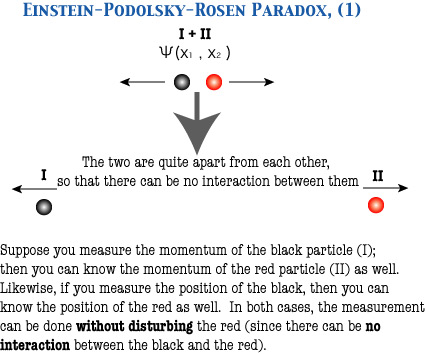 Einstein-Podolsky-Rosen Paradox, (1)
I + II
Ψ(x₁ , x₂ )
The two are quite apart from each other,
so that there can be no interaction between them
I
II
Suppose you measure the momentum of the black particle (I);
then you can know the momentum of the red particle (II) as well.
Likewise, if you measure the position of the black, then you can
know the position of the red as well. In both cases, the measurement
can be done without disturbing the red (since there can be no
interaction between the black and the red).